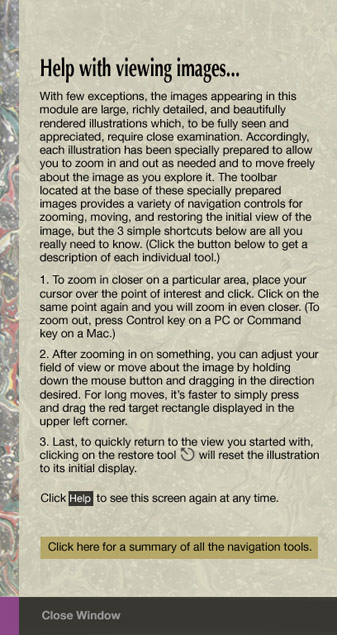 Help with viewing images...
With few exceptions, the images appearing in this
module are large, richly detailed, and beautifully
rendered illustrations which, to be fully seen and
appreciated, require close examination. Accordingly,
each illustration has been specially prepared to allow
you to zoom in and out as needed and to move freely
about the image as you explore it. The toolbar
located at the base of these specially prepared
images provides a variety of navigation controls for
zooming, moving, and restoring the initial view of the
image, but the 3 simple shortcuts below are all you
really need to know. (Click the button below to get a
description of each individual tool.)
1. To zoom in closer on a particular area, place your
cursor over the point of interest and click. Click on the
same point again and you will zoom in even closer. (To
zoom out, press Control key on a PC or Command
key on a Mac.)
2. After zooming in on something, you can adjust your
field of view or move about the image by holding
down the mouse button and dragging in the direction
desired. For long moves, it's faster to simply press
and drag the red target rectangle displayed in the
upper left corner.
3. Last, to quickly return to the view you started with,
clicking on the restore tool will reset the illustration
to its initial display.
Click Help to see this screen again at any time.
Click here for a summary of all the navigation tools.
Close Window